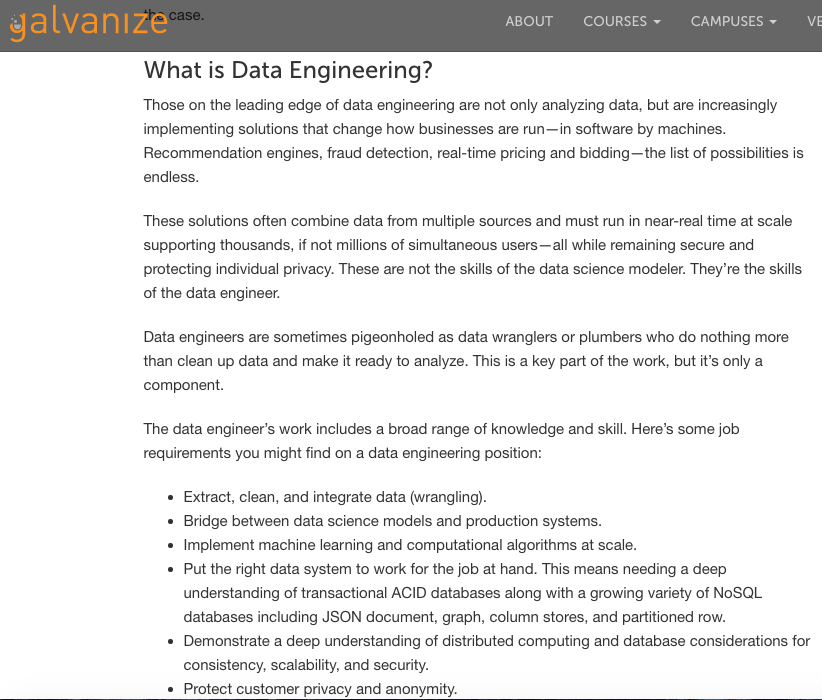 the case.
galvanize
ABOUT COURSES CAMPUSES VE
What is Data Engineering?
Those on the leading edge of data engineering are not only analyzing data, but are increasingly
implementing solutions that change how businesses are run—in software by machines.
Recommendation engines, fraud detection, real-time pricing and bidding—the list of possibilities is
endless.
These solutions often combine data from multiple sources and must run in near-real time at scale
supporting thousands, if not millions of simultaneous users—all while remaining secure and
protecting individual privacy. These are not the skills of the data science modeler. They’re the skills
of the data engineer.
Data engineers are sometimes pigeonholed as data wranglers or plumbers who do nothing more
than clean up data and make it ready to analyze. This is a key part of the work, but it’s only a
component.
The data engineer’s work includes a broad range of knowledge and skill. Here’s some job
requirements you might find on a data engineering position:
• Extract, clean, and integrate data (wrangling).
• Bridge between data science models and production systems.
• Implement machine learning and computational algorithms at scale.
• Put the right data system to work for the job at hand. This means needing a deep
understanding of transactional ACID databases along with a growing variety of NoSQL
databases including JSON document, graph, column stores, and partitioned row.
• Demonstrate a deep understanding of distributed computing and database considerations for
consistency, scalability, and security.
• Protect customer privacy and anonymity.